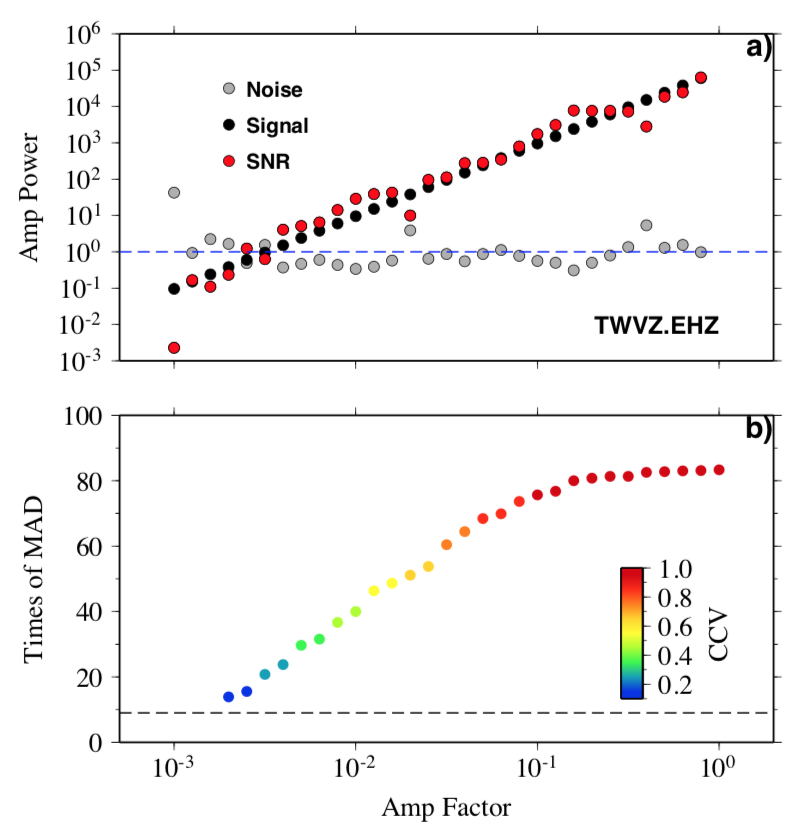 a)
10^6
10^5
10^4
10^3
10^2
10^1
10^0
10^-1
10^-2
10^-3
Amp Power
Noise
Signal
SNR
TWVZ.EHZ
b)
100
80
60
40
20
0
Times of MAD
1.0
0.8
0.6
0.4
0.2
CCV
10^-3 10^-2 10^-1 10^0
Amp Factor